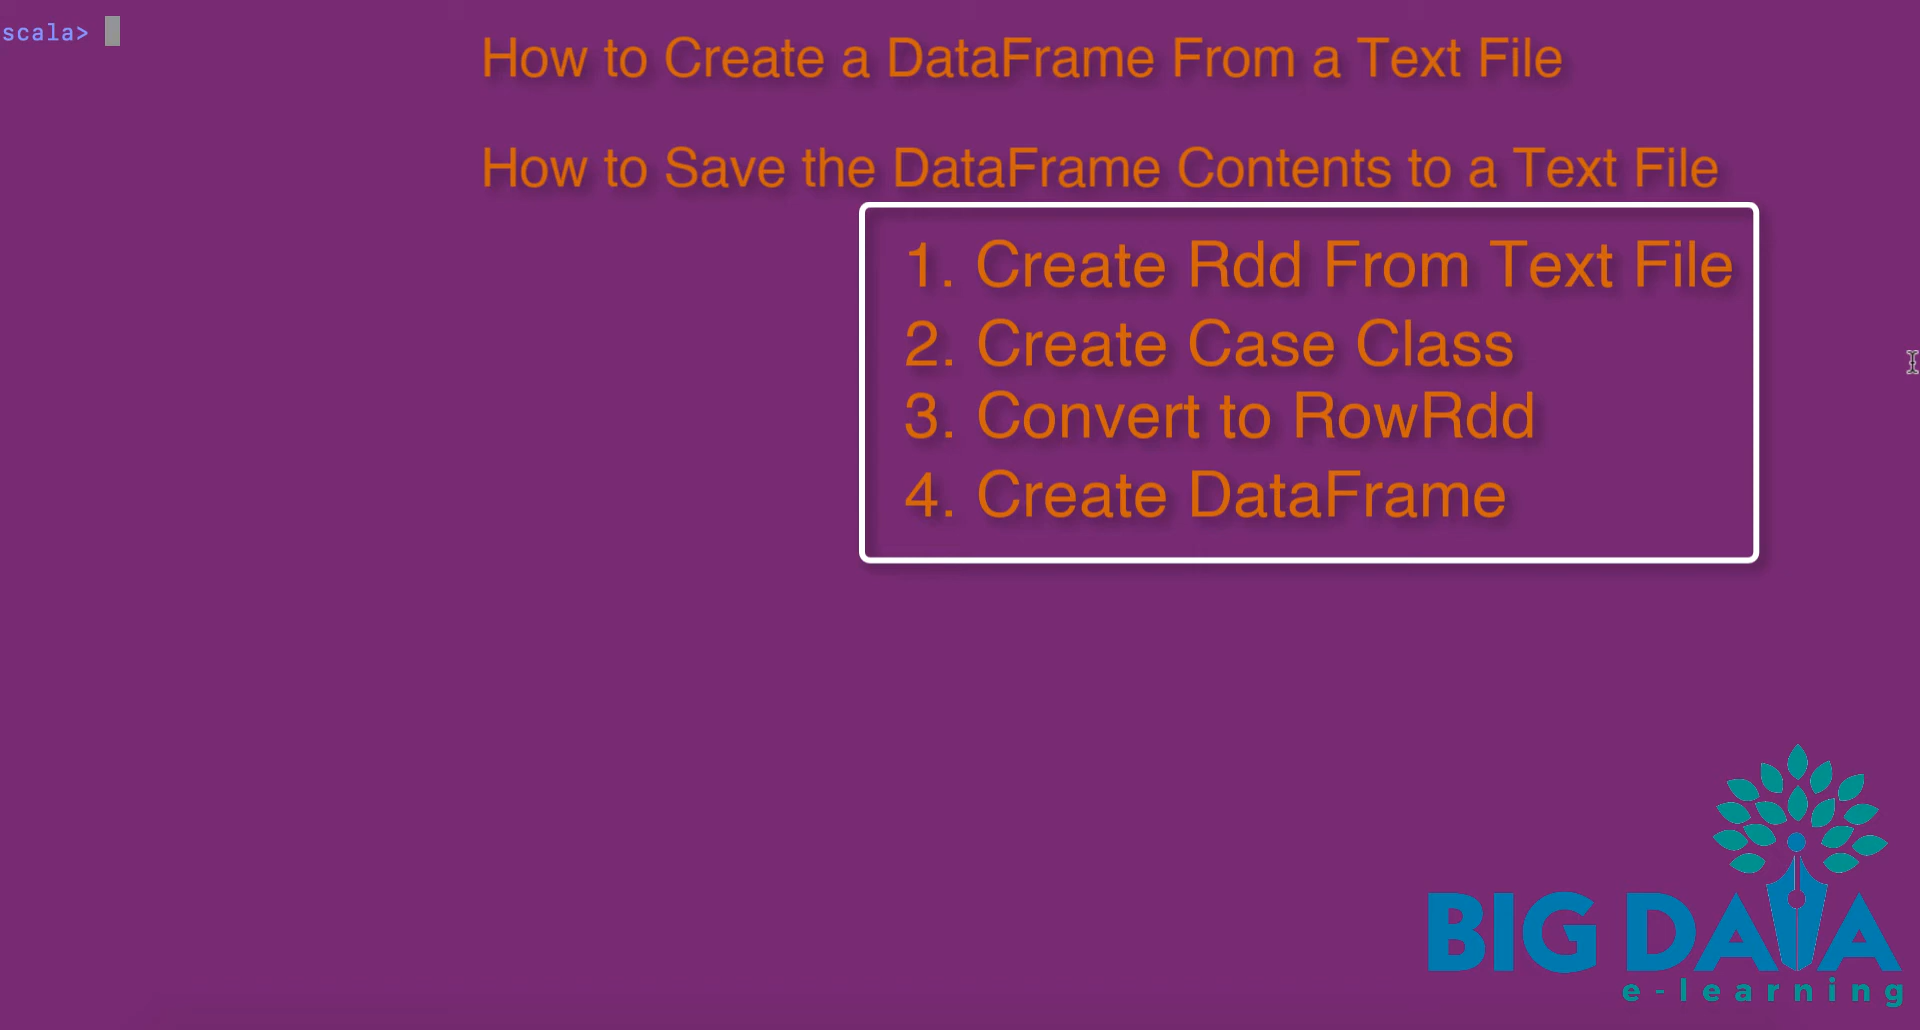 scala>
How to Create a DataFrame From a Text File
How to Save the DataFrame Contents to a Text File
1. Create Rdd From Text File
2. Create Case Class
3. Convert to RowRdd
4. Create DataFrame
BIG DATA
e-learning